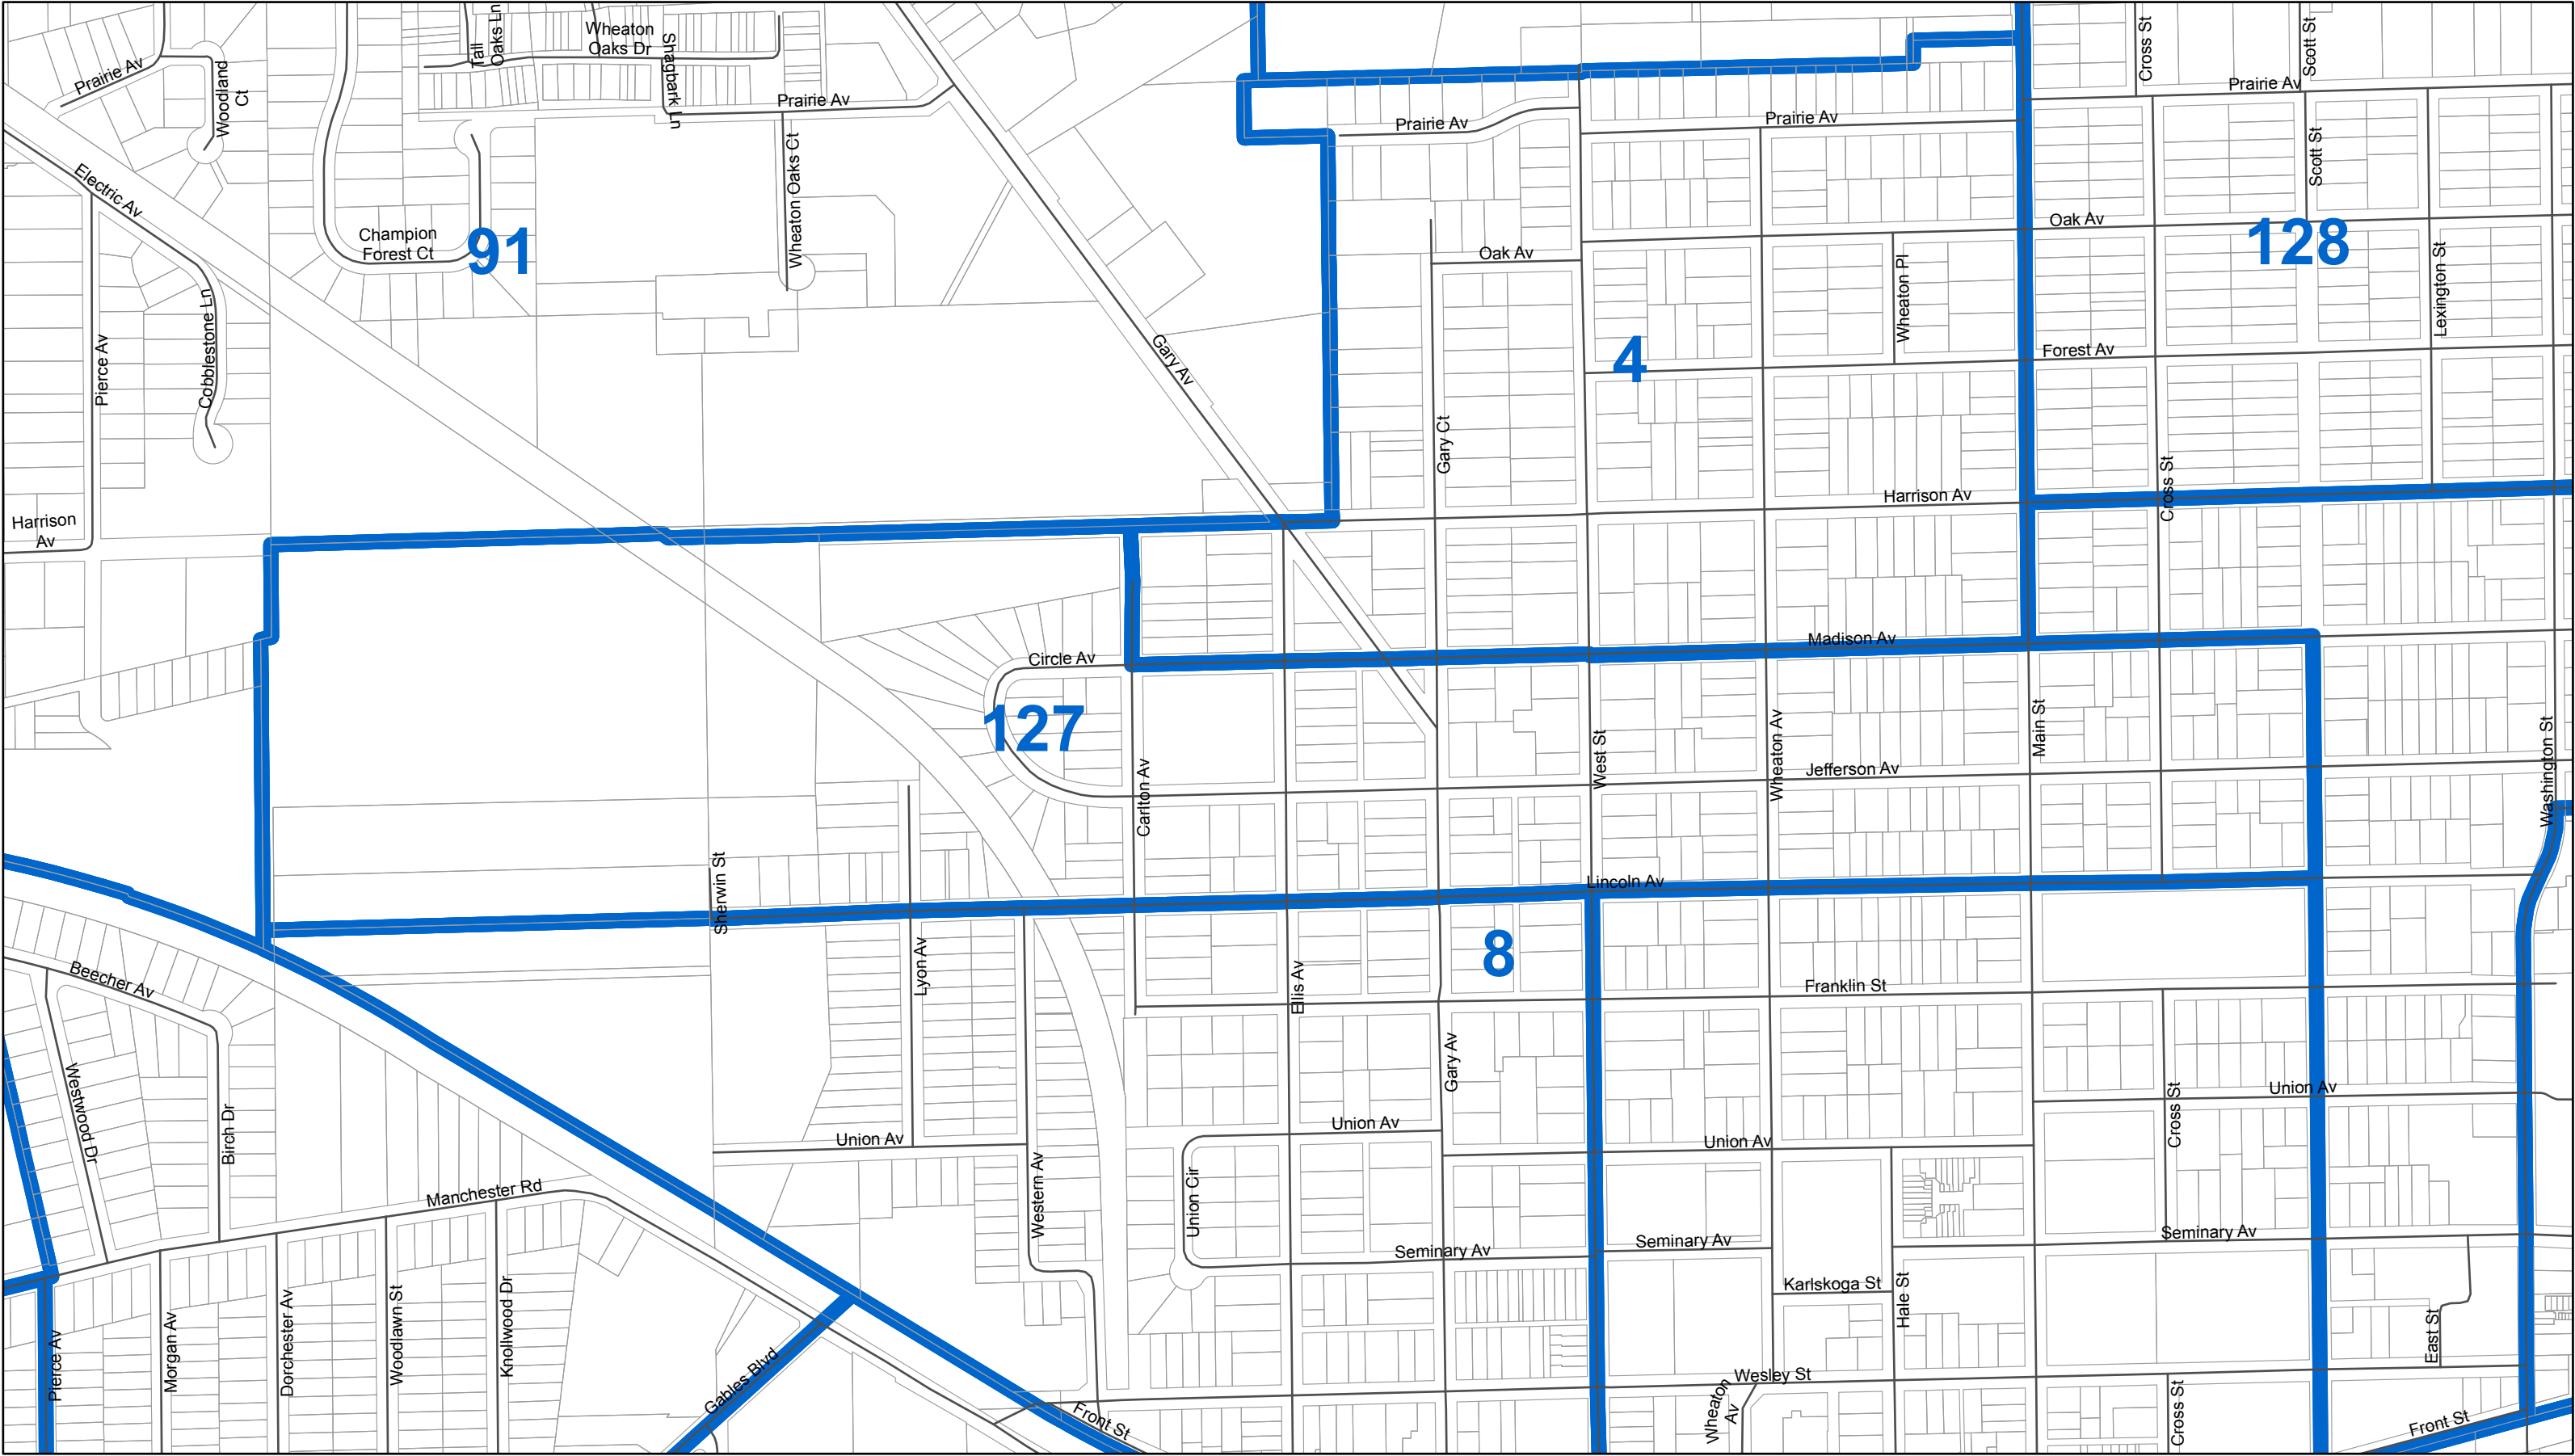 Tall
Oaks Ln
Wheaton
Oaks Dr
Shagbark Ln
Cross St
Scott St
Prairie Av
Woodland
Ct
Prairie Av
Prairie Av
Prairie Av
Prairie Av
Electric Av
Wheaton Oaks Ct
Scott St
Champion
Forest Ct
91
Oak Av
Oak Av
128
Pierce Av
Cobblestone Ln
Gary Av
4
Wheaton Pl
Forest Av
Lexington St
Gary Ct
Harrison Av
Cross St
Harrison
Av
Circle Av
Madison Av
127
Carlton Av
West St
Wheaton Av
Main St
Jefferson Av
Washington St
Sherwin St
Lincoln Av
8
Lyon Av
Ellis Av
Franklin St
Beecher Av
Westwood Dr
Birch Dr
Gary Av
Union Av
Union Av
Union Av
Cross St
Union Av
Manchester Rd
Western Av
Union Cir
Seminary Av
Seminary Av
Seminary Av
Karlskoga St
Hale St
Pierce Av
Morgan Av
Dorchester Av
Woodlawn St
Knollwood Dr
Gables Blvd
Front St
Wesley St
Wheaton
Av
Cross St
East St
Front St